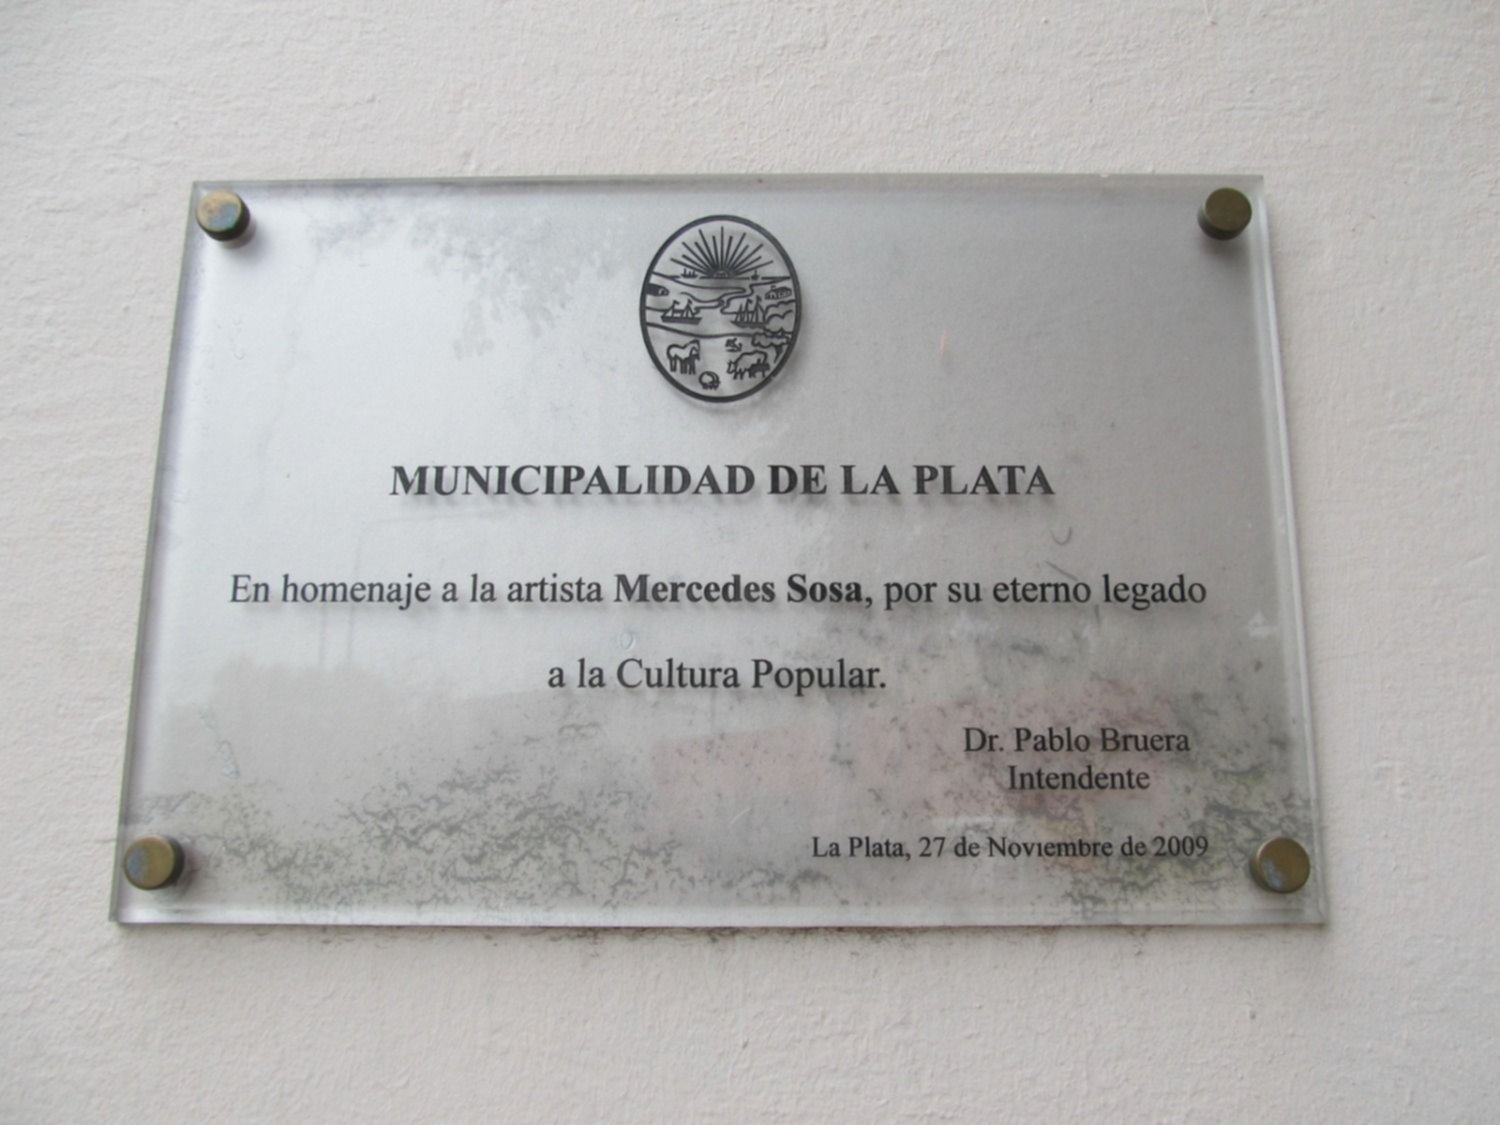 MUNICIPALIDAD DE LA PLATA
En homenaje a la artista Mercedes Sosa, por su eterno legado
a la Cultura Popular.
Dr. Pablo Bruera
Intendente
La Plata, 27 de Noviembre de 2009